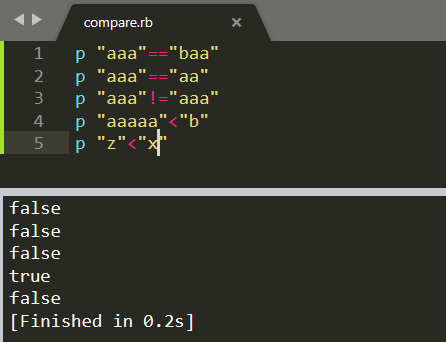 compare.rb
1 p "aaa"=="baa"
2 p "aaa"=="aa"
3 p "aaa"!="aaa"
4 p "aaaaa"<"b"
5 p "z"<"x"
false
false
false
true
false
[Finished in 0.2s]